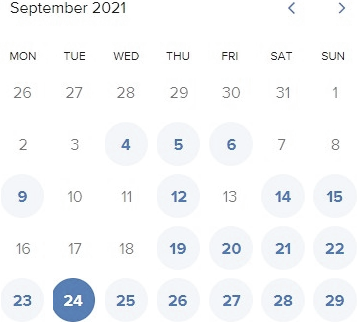 September 2021
MON TUE WED THU FRI SAT SUN
26 27 28 29 30 31 1
2 3 4 5 6 7 8
9 10 11 12 13 14 15
16 17 18 19 20 21 22
23 24 25 26 27 28 29